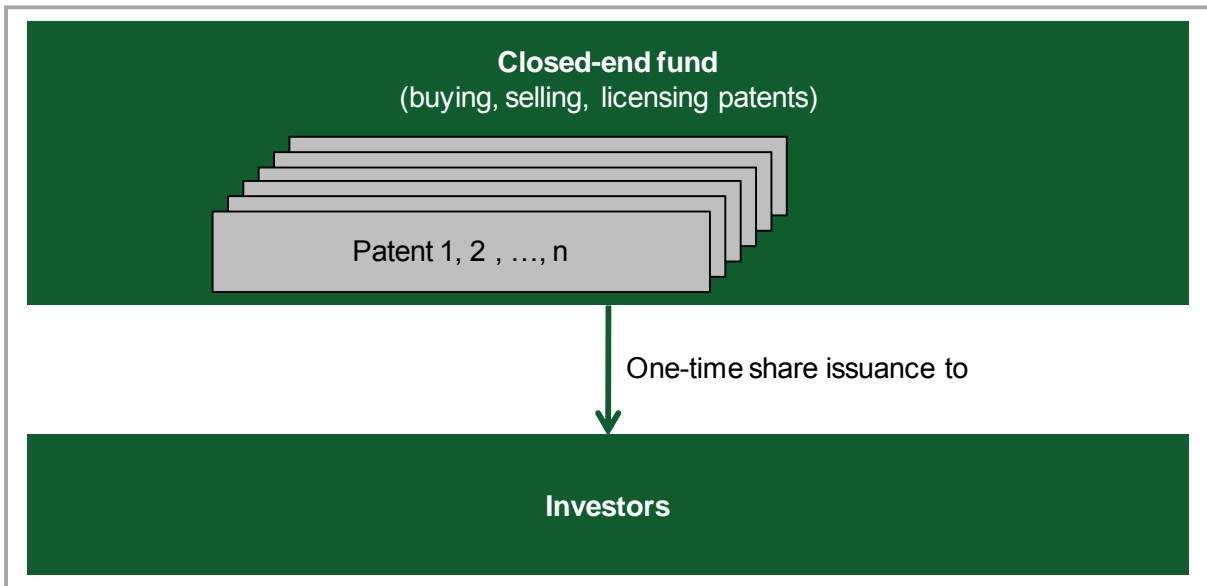 Closed-end fund
(buying, selling, licensing patents)
Patent 1, 2 , …, n
One-time share issuance to
Investors